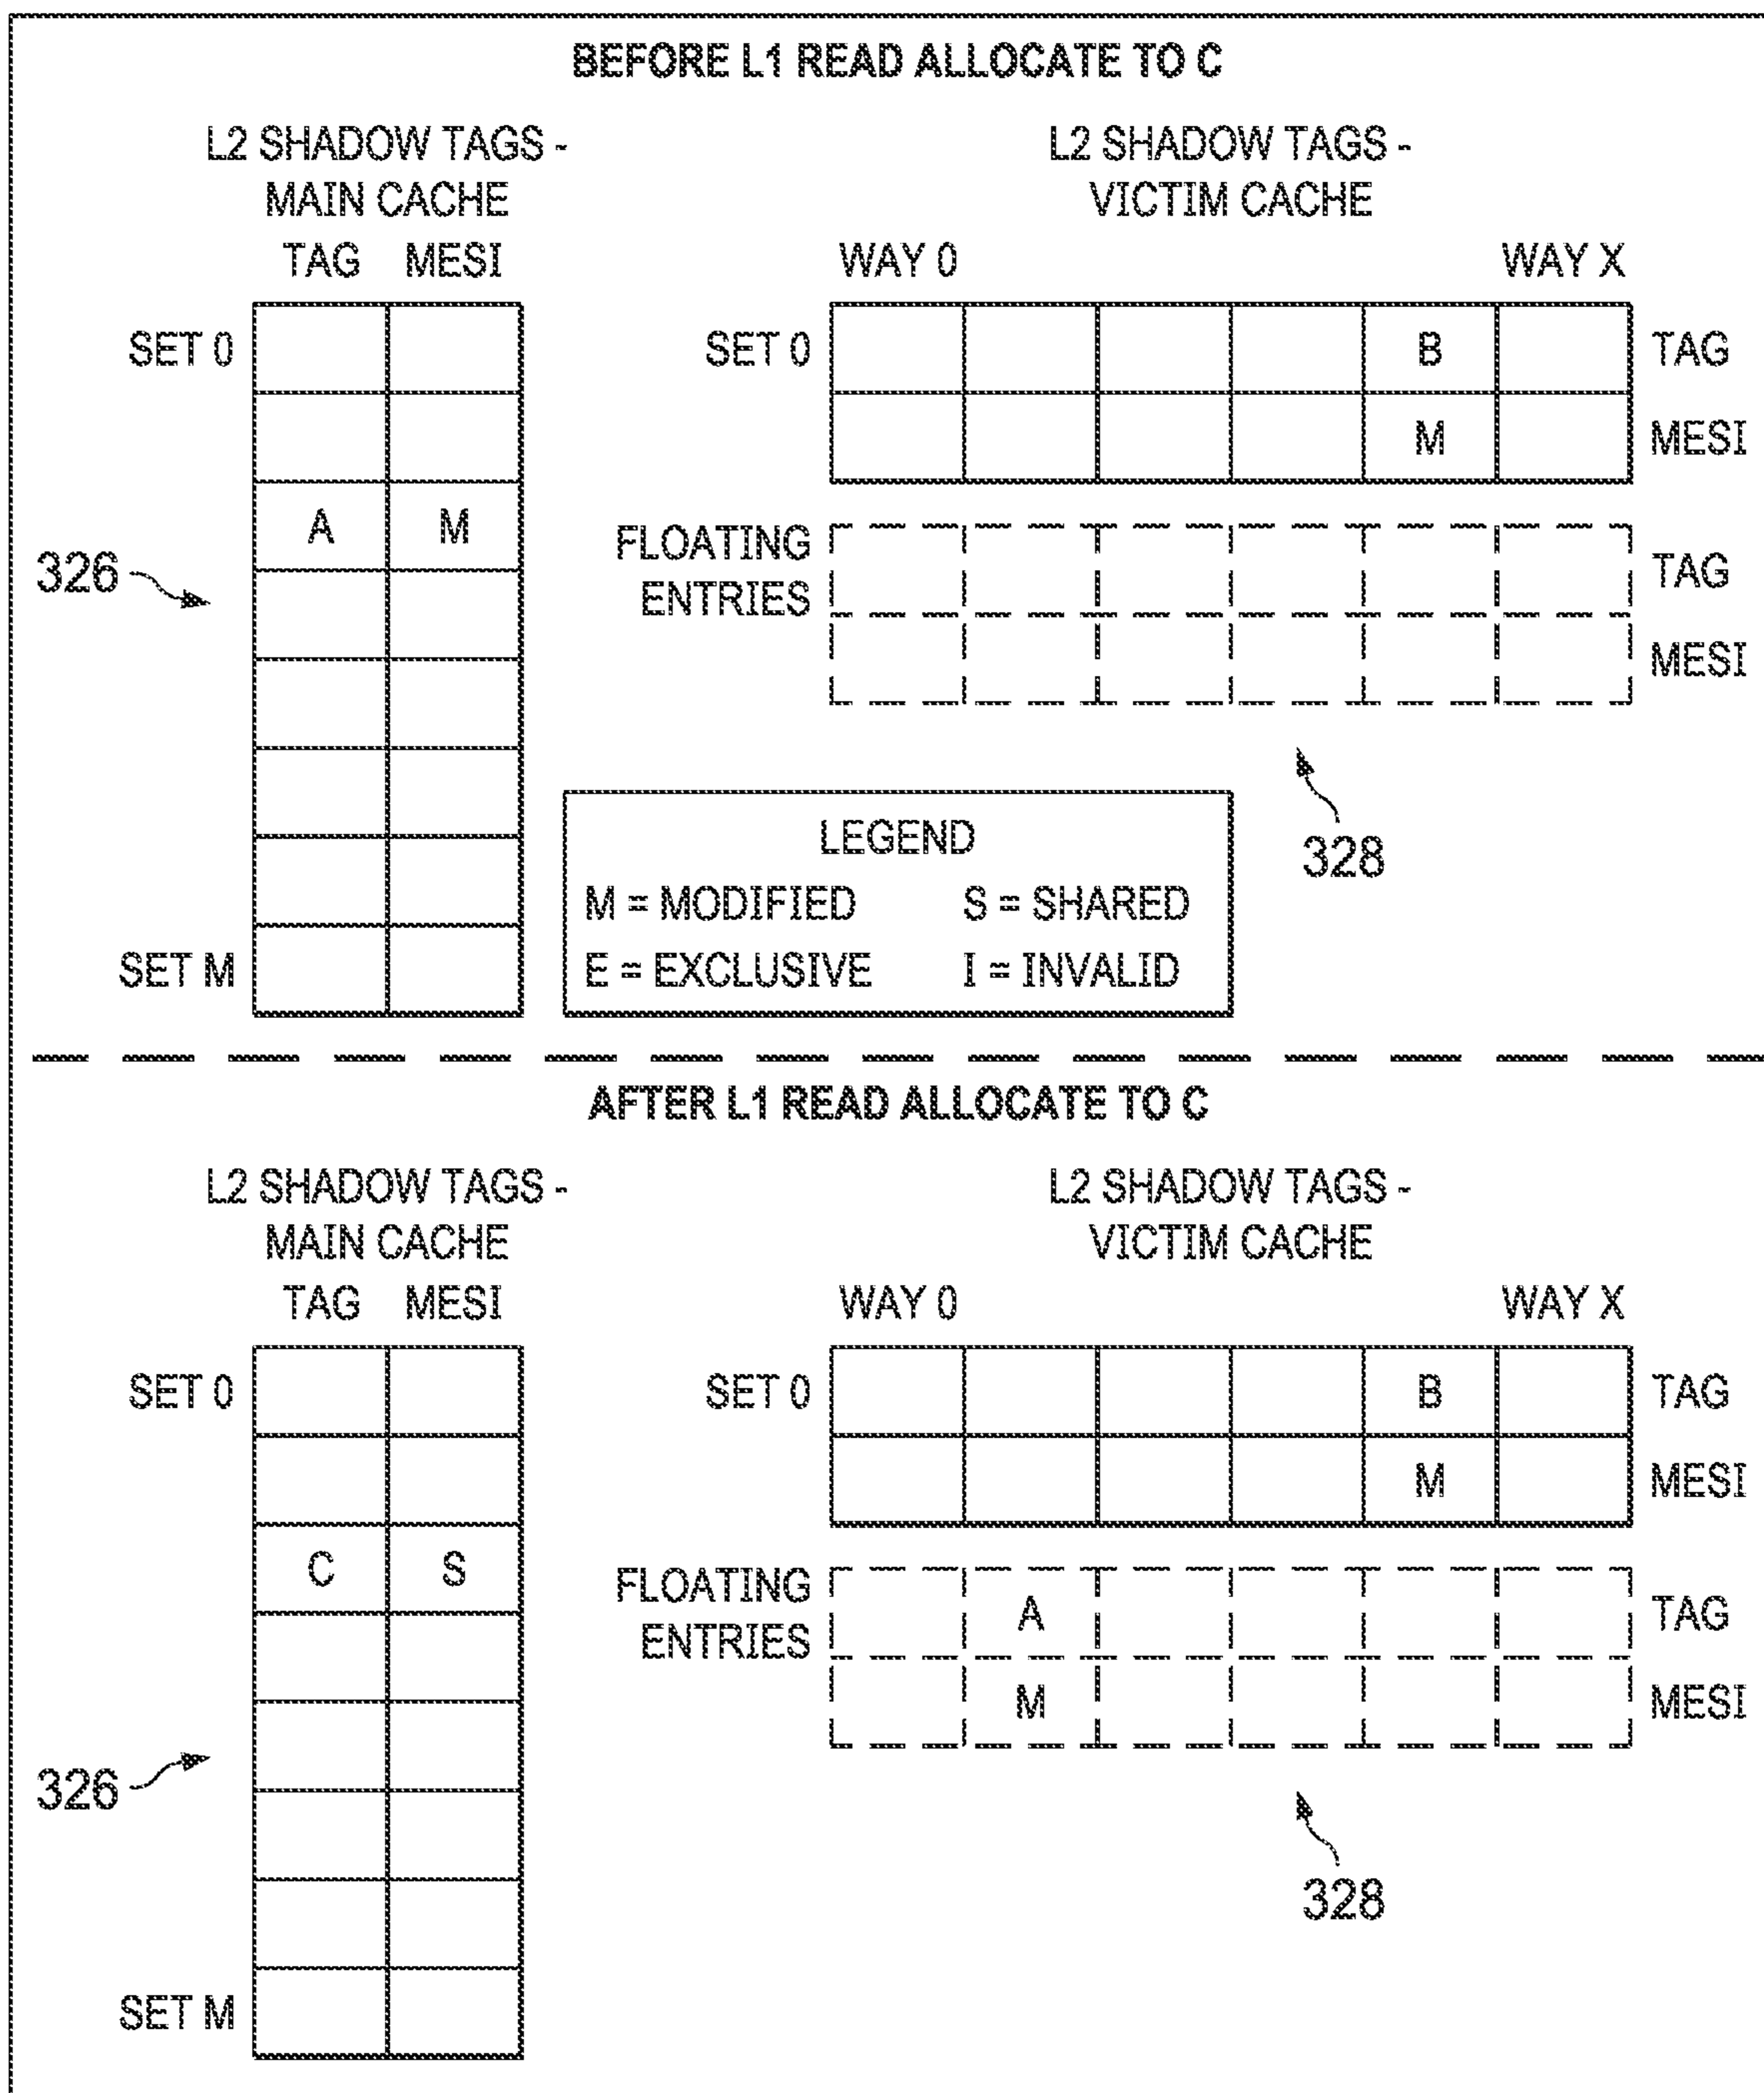 BEFORE L1 READ ALLOCATE TO C
L2 SHADOW TAGS -
MAIN CACHE
TAG MESI
SET 0
A M
326
SET M
L2 SHADOW TAGS -
VICTIM CACHE
WAY 0 WAY X
SET 0 B TAG
M MESI
FLOATING
ENTRIES
TAG
MESI
328
LEGEND
M = MODIFIED S = SHARED
E = EXCLUSIVE I = INVALID
AFTER L1 READ ALLOCATE TO C
L2 SHADOW TAGS -
MAIN CACHE
TAG MESI
SET 0
C S
326
SET M
L2 SHADOW TAGS -
VICTIM CACHE
WAY 0 WAY X
SET 0 B TAG
M MESI
FLOATING
ENTRIES
A TAG
M MESI
328